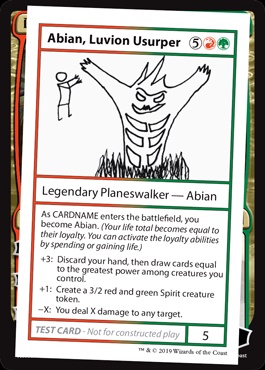 Abian, Luvion Usurper 5
Legendary Planeswalker — Abian
As CARDNAME enters the battlefield, you
become Abian. (Your life total becomes equal to
their loyalty. You can activate the loyalty abilities
by spending or gaining life.)
+3: Discard your hand, then draw cards equal
to the greatest power among creatures you
control.
+1: Create a 3/2 red and green Spirit creature
token.
−X: You deal X damage to any target.
TEST CARD - Not for constructed play 5
™ & © 2019 Wizards of the Coast